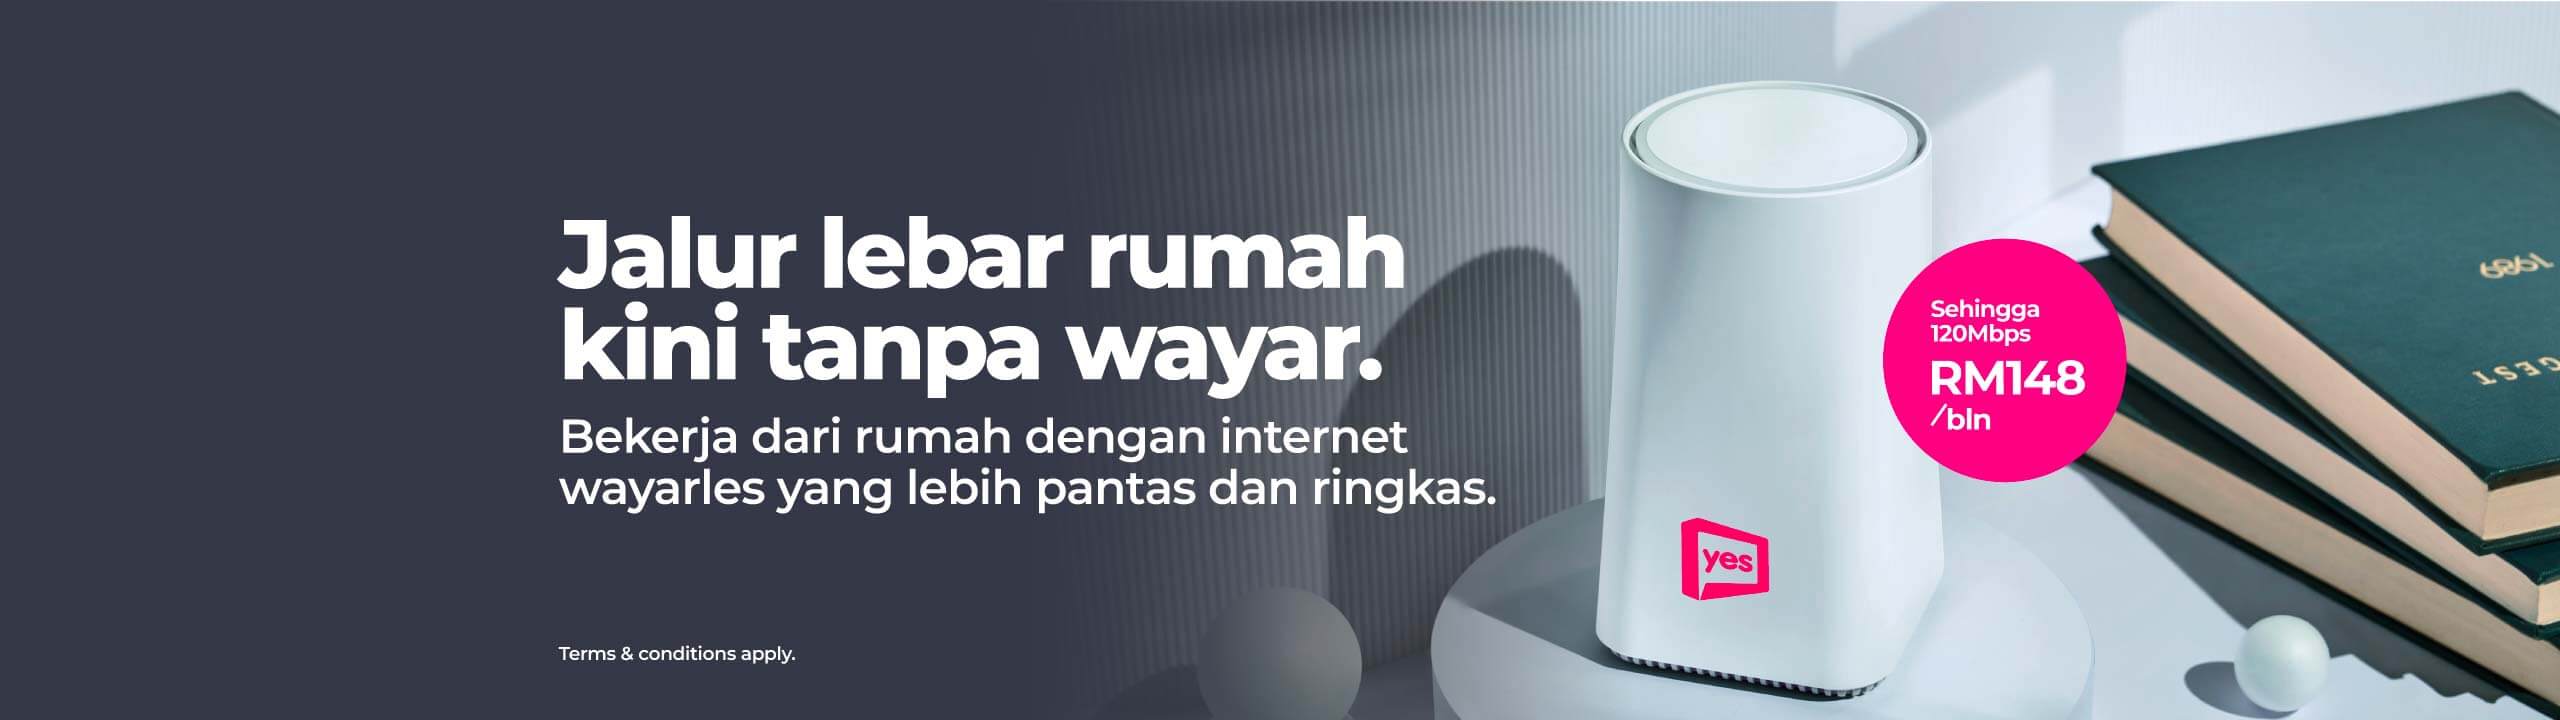 Jalur lebar rumah
kini tanpa wayar.
Bekerja dari rumah dengan internet
wayarles yang lebih pantas dan ringkas.
Terms & conditions apply.
Sehingga
120Mbps
RM148
/bln
yes
1989